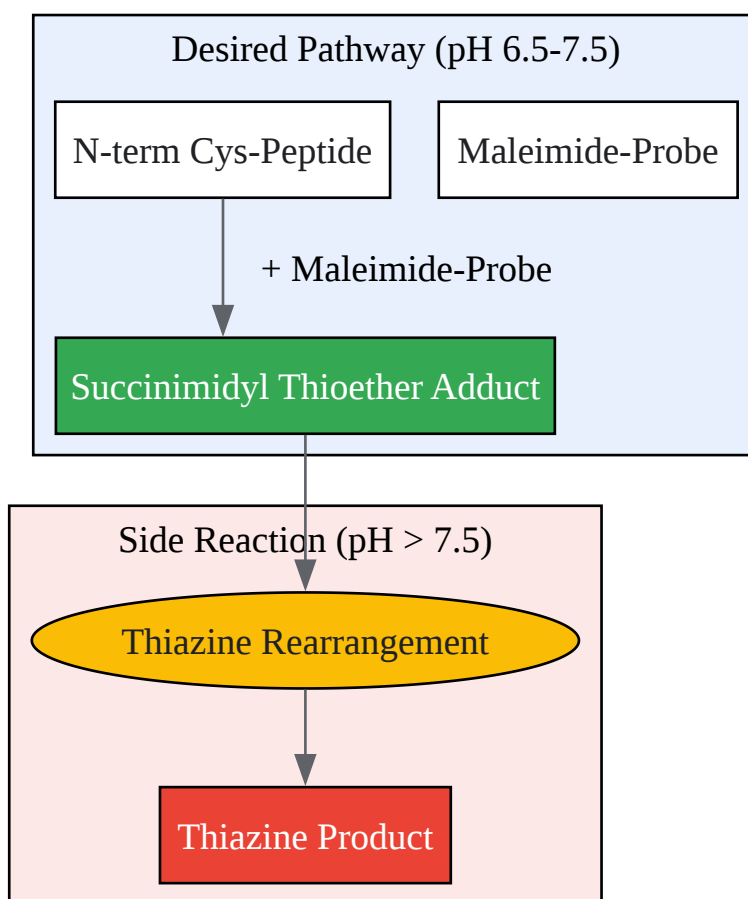 Desired Pathway (pH 6.5-7.5)
N-term Cys-Peptide
Maleimide-Probe
+ Maleimide-Probe
Succinimidyl Thioether Adduct
Side Reaction (pH > 7.5)
Thiazine Rearrangement
Thiazine Product